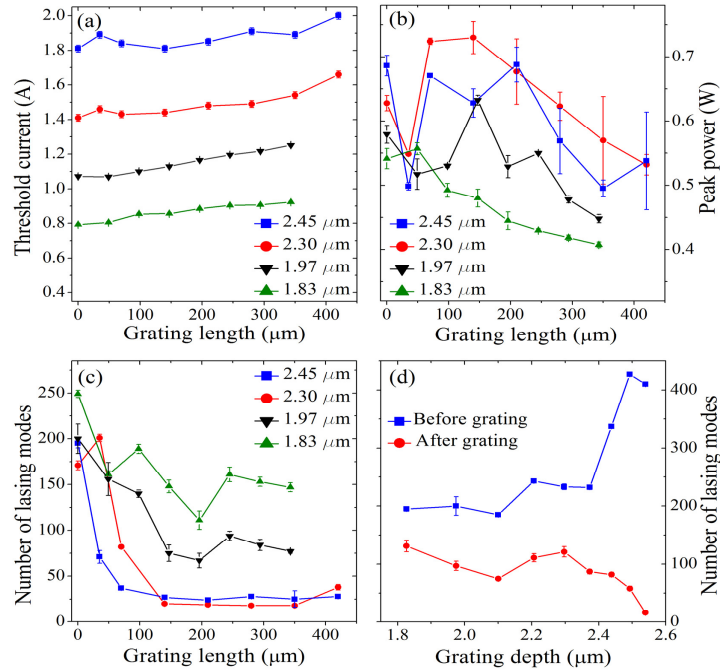 (a)
Threshold current (A)
2.0
1.8
1.6
1.4
1.2
1.0
0.8
0.6
0.4
2.45 μm
2.30 μm
1.97 μm
1.83 μm
0 100 200 300 400
Grating length (μm)
(b)
Peak power (W)
0.7
0.6
0.5
0.4
2.45 μm
2.30 μm
1.97 μm
1.83 μm
0 100 200 300 400
Grating length (μm)
(c)
Number of lasing modes
250
200
150
100
50
0
2.45 μm
2.30 μm
1.97 μm
1.83 μm
0 100 200 300 400
Grating length (μm)
(d)
Number of lasing modes
400
300
200
100
0
Before grating
After grating
1.8 2.0 2.2 2.4 2.6
Grating depth (μm)